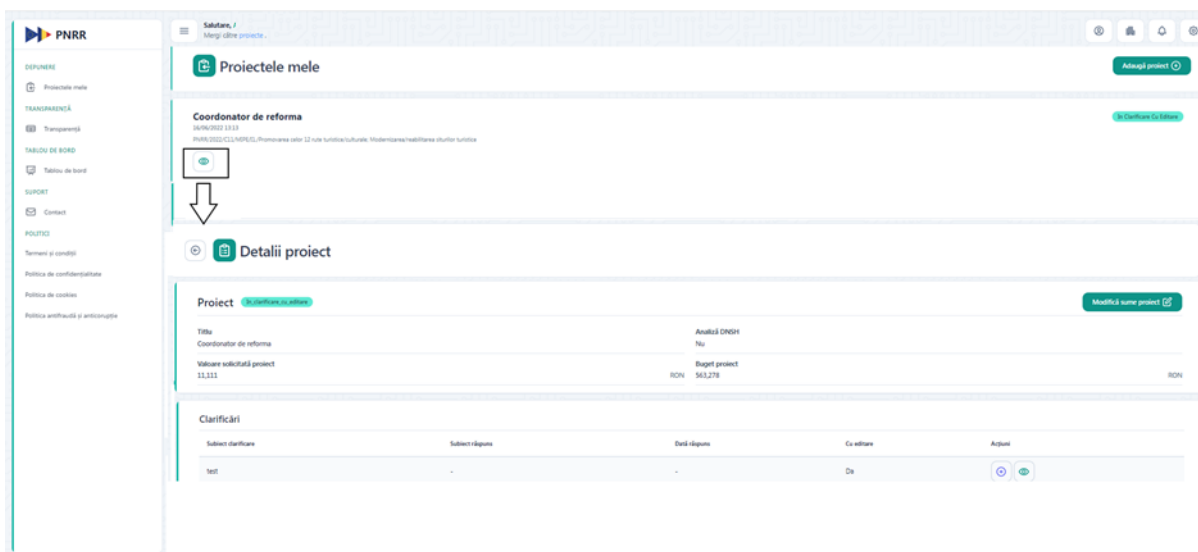 PNRR
Salutare, /
Mergi către proiecte..
DEPUNERE
Proiectele mele
TRANSPARENȚĂ
Transparență
TABLOU DE BORD
Tablou de bord
SUPORT
Contact
POLITICI
Termeni și condiții
Politica de confidențialitate
Politica de cookies
Politica antifraudă și anticorupție
Proiectele mele
Adaugă proiect
Coordonator de reforma
In Clarificare Cu Editare
16/06/2022 13:13
PNRR/2022/C11/MIPE/I1/Promovarea celor 12 rute turistice/culturale. Modernizarea/reabilitarea siturilor turistice
Detalii proiect
Proiect
In_clarificare_cu_editare
Modifică sume proiect
Titlu
Analiză DNSH
Coordonator de reforma
Nu
Valoare solicitată proiect
Buget proiect
11,111 RON
563,278 RON
Clarificări
Subiect clarificare Subiect răspuns Dată răspuns Cu editare Acțiuni
test - - Da